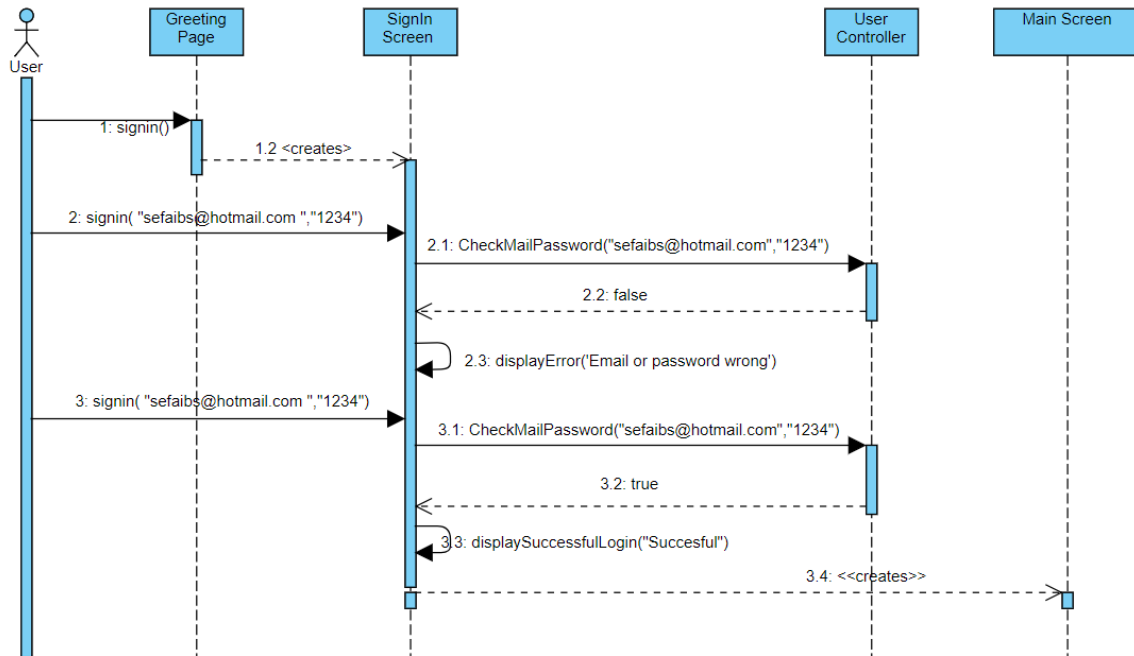 Greeting
Page
SignIn
Screen
User
Controller
Main Screen
User
1: signin()
1.2 <creates>
2: signin( "sefaibs@hotmail.com ","1234")
2.1: CheckMailPassword("sefaibs@hotmail.com","1234")
2.2: false
2.3: displayError('Email or password wrong')
3: signin( "sefaibs@hotmail.com ","1234")
3.1: CheckMailPassword("sefaibs@hotmail.com","1234")
3.2: true
3.3: displaySuccessfulLogin("Succesful")
3.4: <<creates>>